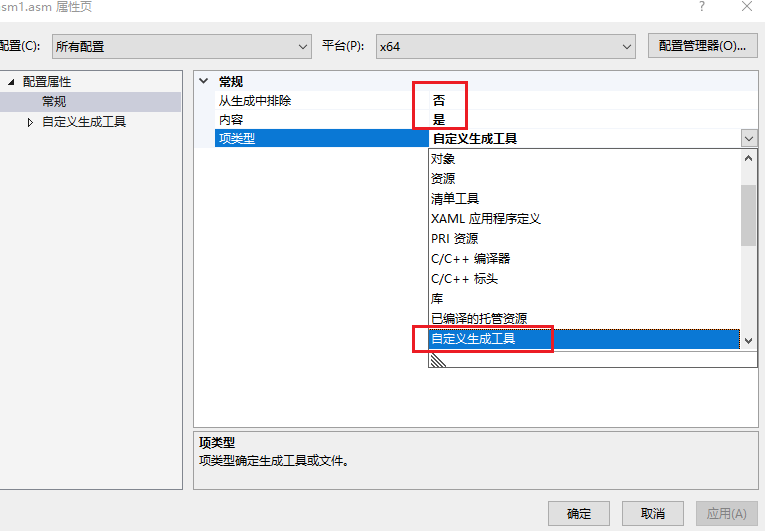 sm1.asm 属性页
配置(C): 所有配置 平台(P): x64 配置管理器(O)...
配置属性
常规
自定义生成工具
常规
从生成中排除 否
内容 是
项类型 自定义生成工具
对象
资源
清单工具
XAML 应用程序定义
PRI 资源
C/C++ 编译器
C/C++ 标头
库
已编译的托管资源
自定义生成工具
项类型
项类型确定生成工具或文件。
确定 取消 应用(A)